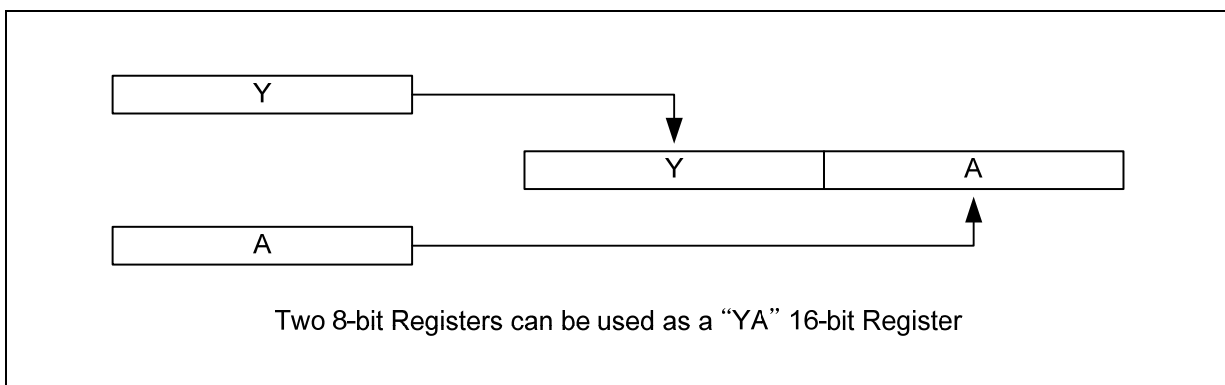 Y
Y A
A
Two 8-bit Registers can be used as a “YA” 16-bit Register